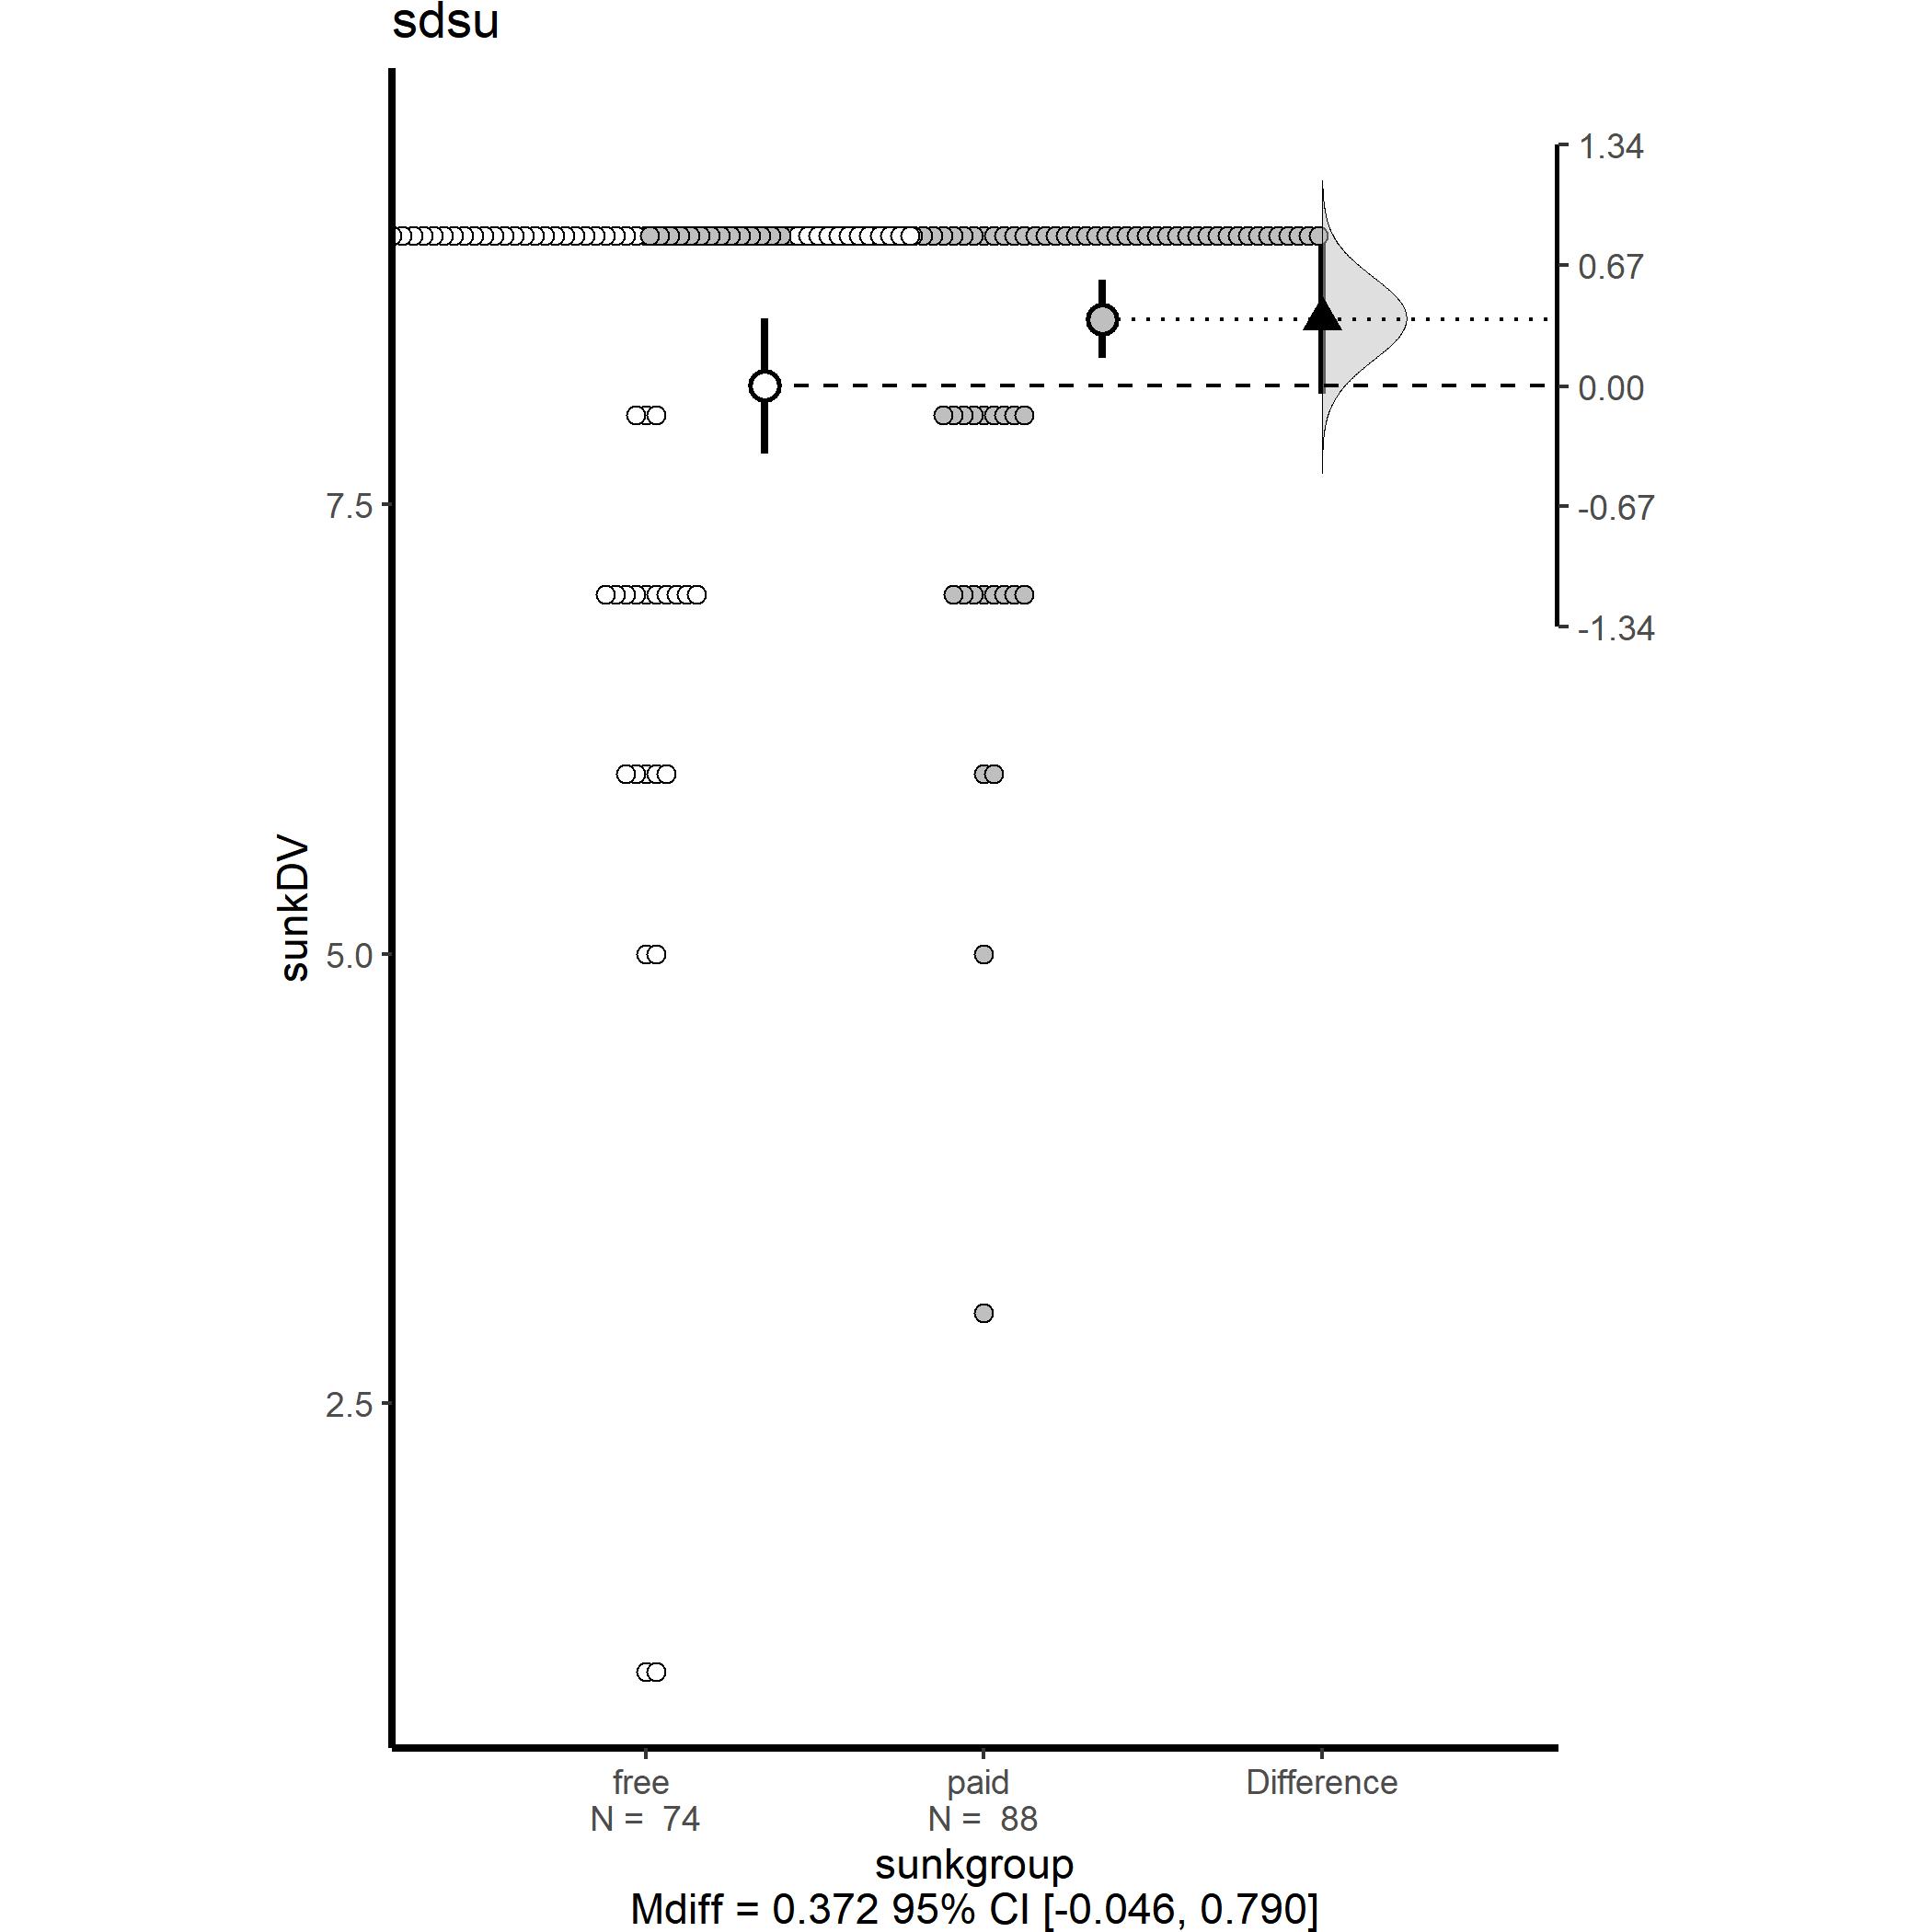 sdsu
1.34
0.67
0.00
-0.67
-1.34
7.5
5.0
2.5
sunkDV
free
N =  74
paid
N =  88
Difference
sunkgroup
Mdiff = 0.372 95% CI [-0.046, 0.790]